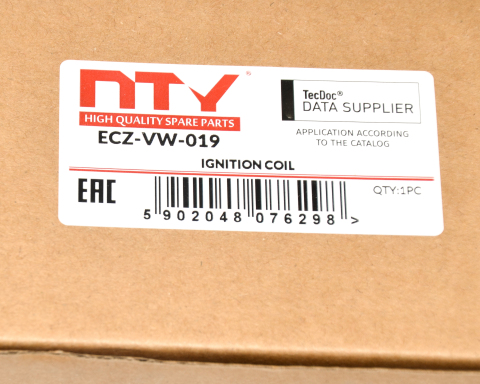 NTY®
HIGH QUALITY SPARE PARTS
ECZ-VW-019
TecDoc®
DATA SUPPLIER
APPLICATION ACCORDING
TO THE CATALOG
IGNITION COIL
EAC
QTY:1PC
5 902048 076298 >